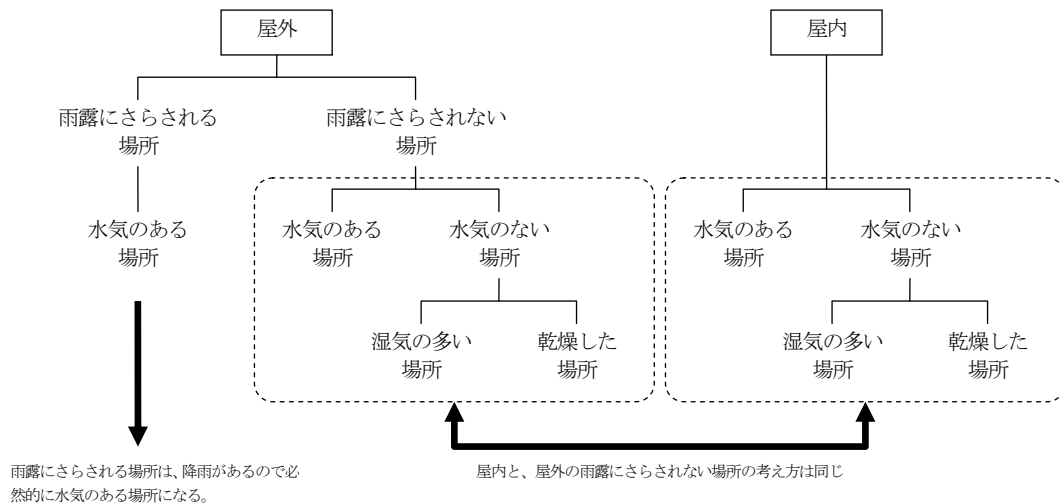 屋外
屋内
雨露にさらされる
場所
雨露にさらされない
場所
水気のある
場所
水気のある
場所
水気のない
場所
水気のある
場所
水気のない
場所
湿気の多い
場所
乾燥した
場所
湿気の多い
場所
乾燥した
場所
雨露にさらされる場所は、降雨があるので必
然的に水気のある場所になる。
屋内と、屋外の雨露にさらされない場所の考え方は同じ